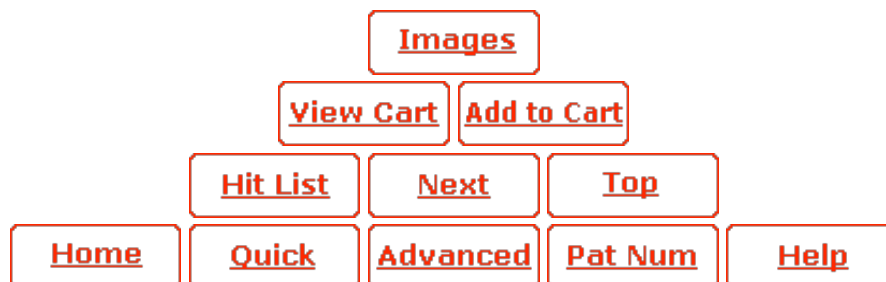 Images
View Cart Add to Cart
Hit List Next Top
Home Quick Advanced Pat Num Help